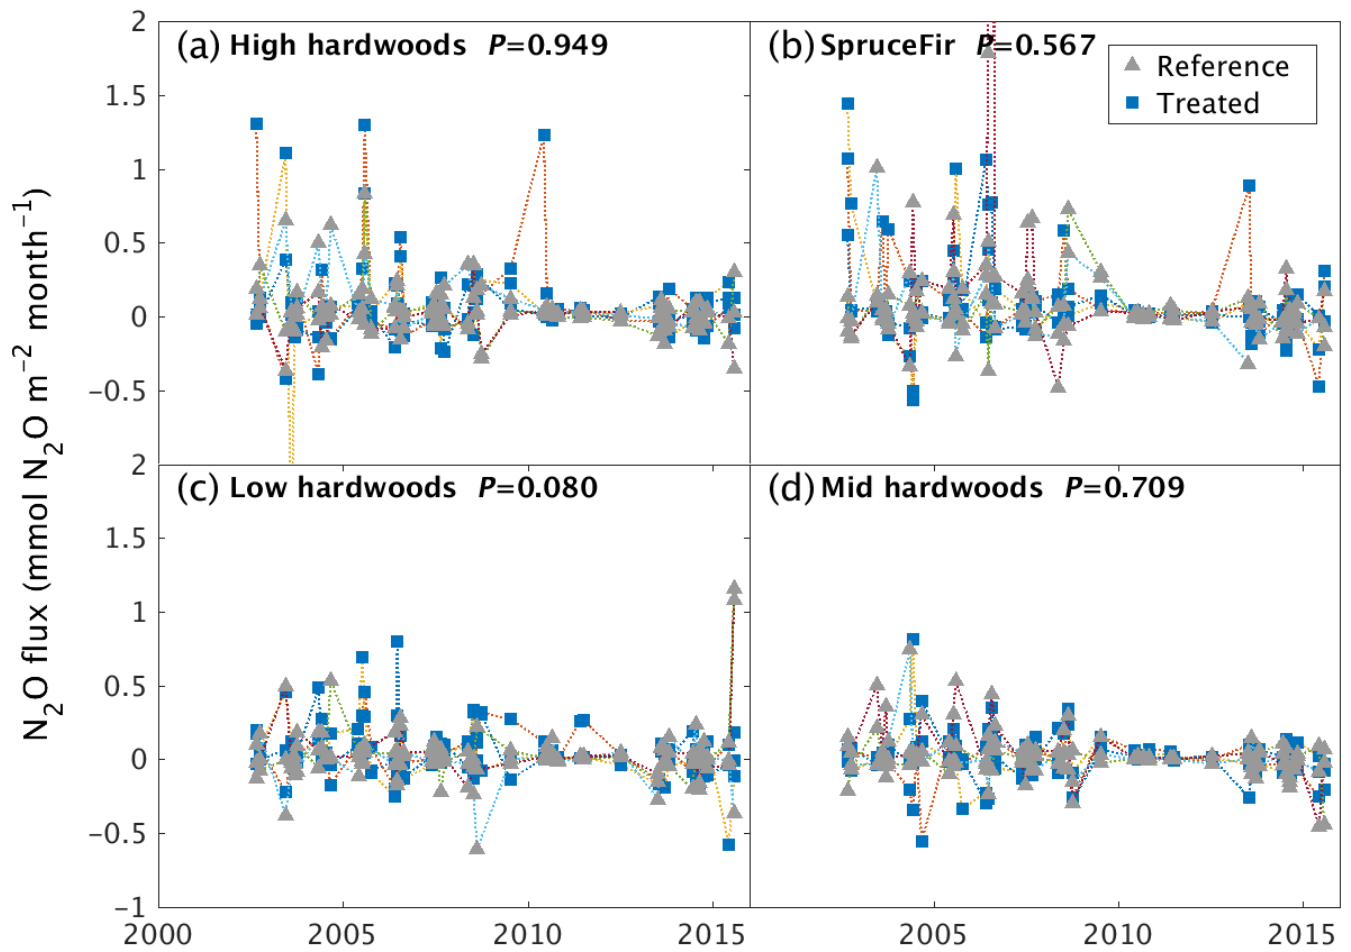 (a) High hardwoods P=0.949
(b) SpruceFir P=0.567
Reference
Treated
2
1.5
1
0.5
0
−0.5
2
(c) Low hardwoods P=0.080
(d) Mid hardwoods P=0.709
1.5
1
0.5
0
−0.5
−1
2000 2005 2010 2015 2005 2010 2015
N₂O flux (mmol N₂O m⁻² month⁻¹)